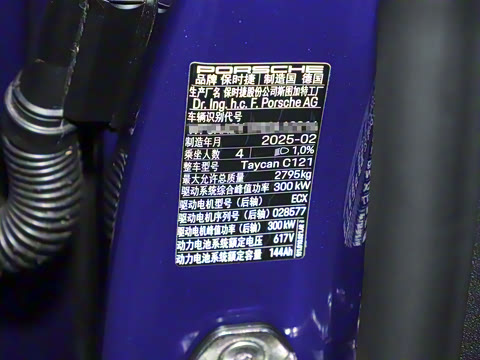 PORSCHE
品牌 保时捷 制造国 德国
生产厂名 保时捷股份公司斯图加特工厂
Dr. Ing. h.c. F. Porsche AG
车辆识别代号
制造年月 2025-02
乘坐人数 4 1,0%
整车型号 Taycan C121
最大允许总质量 2795kg
驱动系统综合峰值功率 300 kW
驱动电机型号（后轴） ECX
驱动电机序列号（后轴） 028577
驱动电机峰值功率（后轴） 300 kW
动力电池系统额定电压 617V
动力电池系统额定容量 144Ah